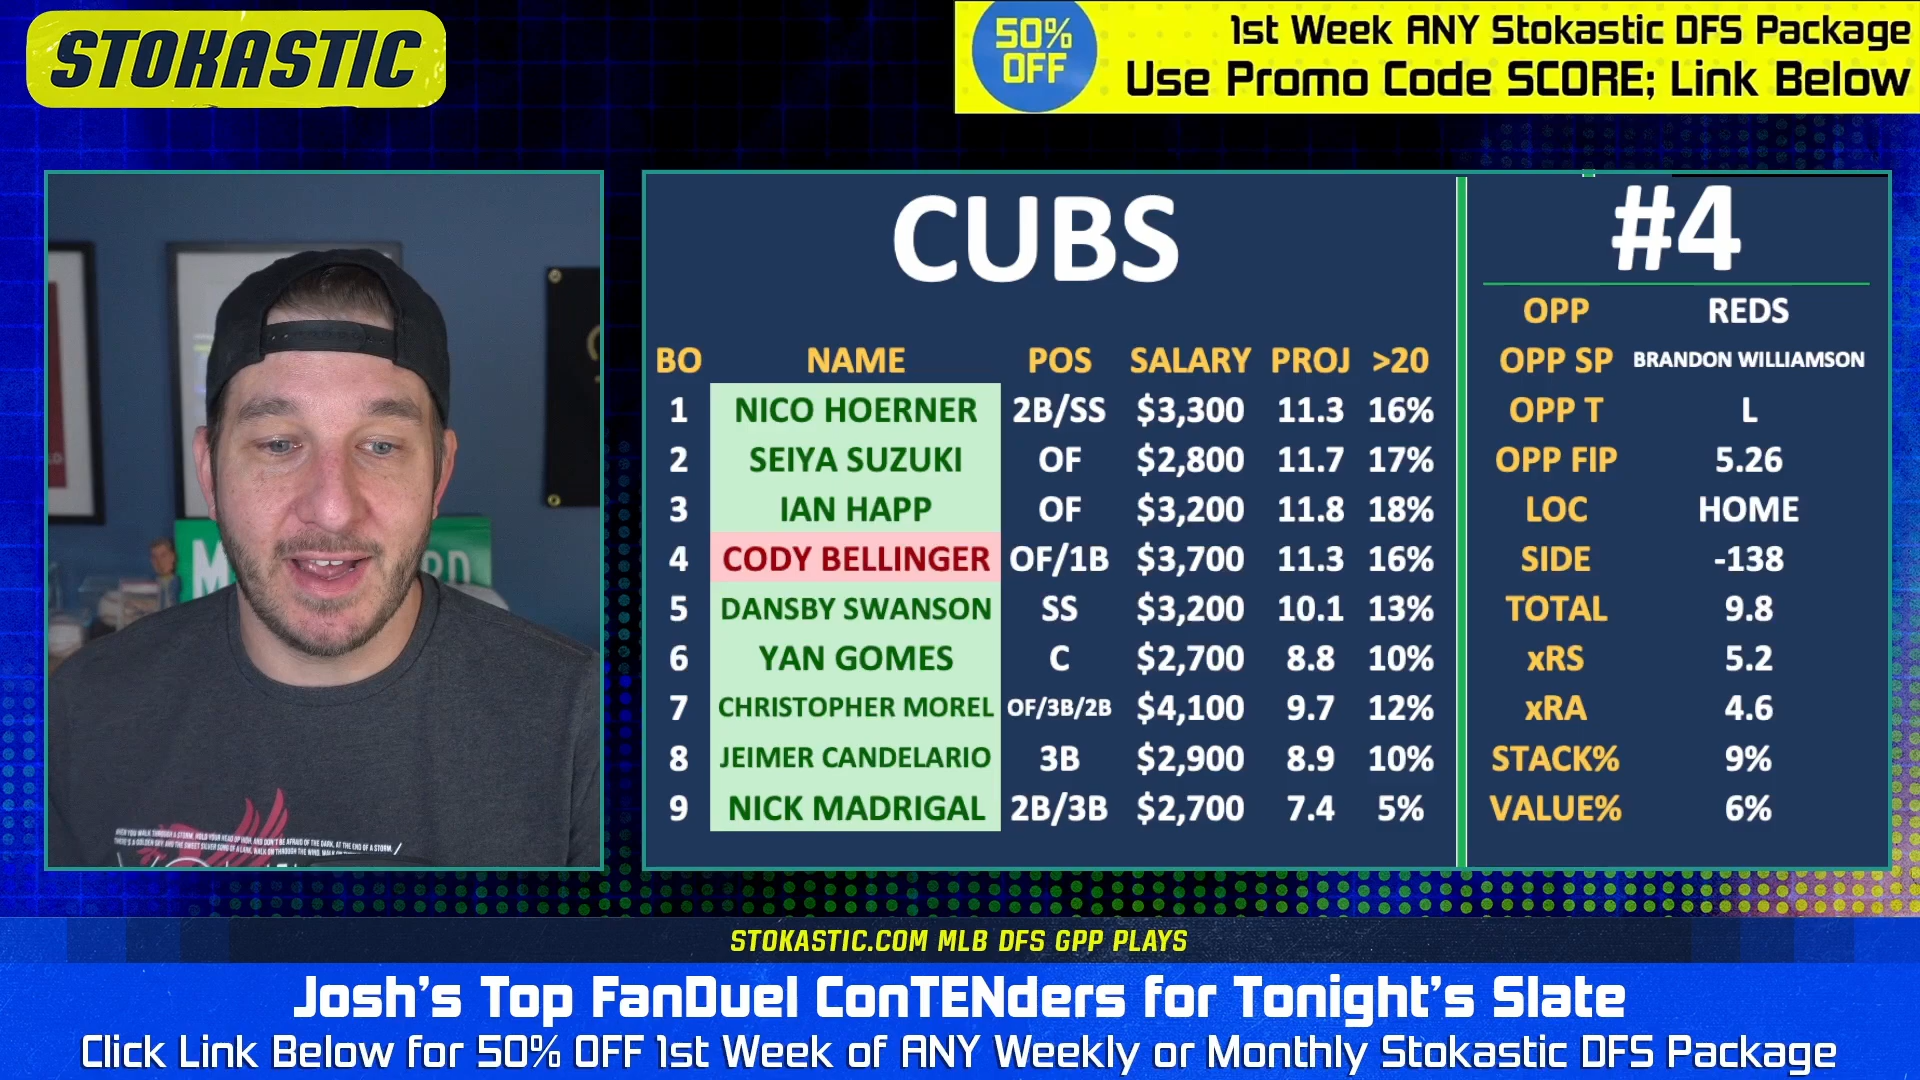 STOKASTIC
50% OFF
1st Week ANY Stokastic DFS Package
Use Promo Code SCORE; Link Below
CUBS
BO NAME POS SALARY PROJ >20
1 NICO HOERNER 2B/SS $3,300 11.3 16%
2 SEIYA SUZUKI OF $2,800 11.7 17%
3 IAN HAPP OF $3,200 11.8 18%
4 CODY BELLINGER OF/1B $3,700 11.3 16%
5 DANSBY SWANSON SS $3,200 10.1 13%
6 YAN GOMES C $2,700 8.8 10%
7 CHRISTOPHER MOREL OF/3B/2B $4,100 9.7 12%
8 JEIMER CANDELARIO 3B $2,900 8.9 10%
9 NICK MADRIGAL 2B/3B $2,700 7.4 5%
#4
OPP REDS
OPP SP BRANDON WILLIAMSON
OPP T L
OPP FIP 5.26
LOC HOME
SIDE -138
TOTAL 9.8
xRS 5.2
xRA 4.6
STACK% 9%
VALUE% 6%
STOKASTIC.COM MLB DFS GPP PLAYS
Josh's Top FanDuel ConTENders for Tonight's Slate
Click Link Below for 50% OFF 1st Week of ANY Weekly or Monthly Stokastic DFS Package